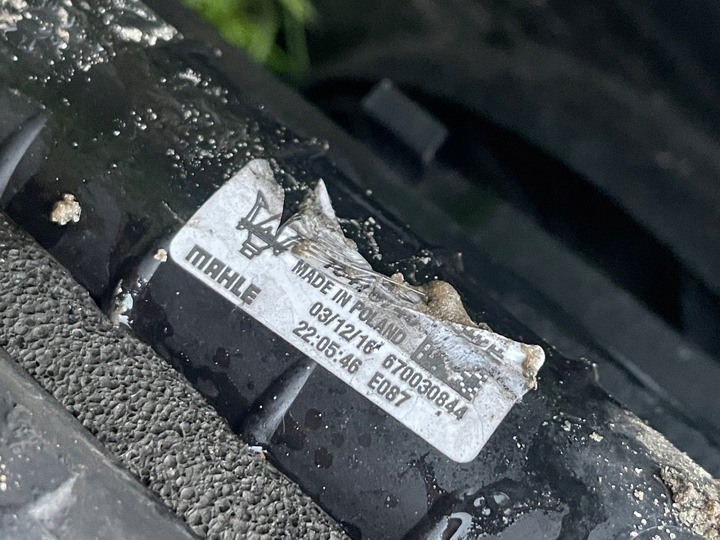 MAHLE
MADE IN POLAND
03/12/16 670030844
22:05:46 E087